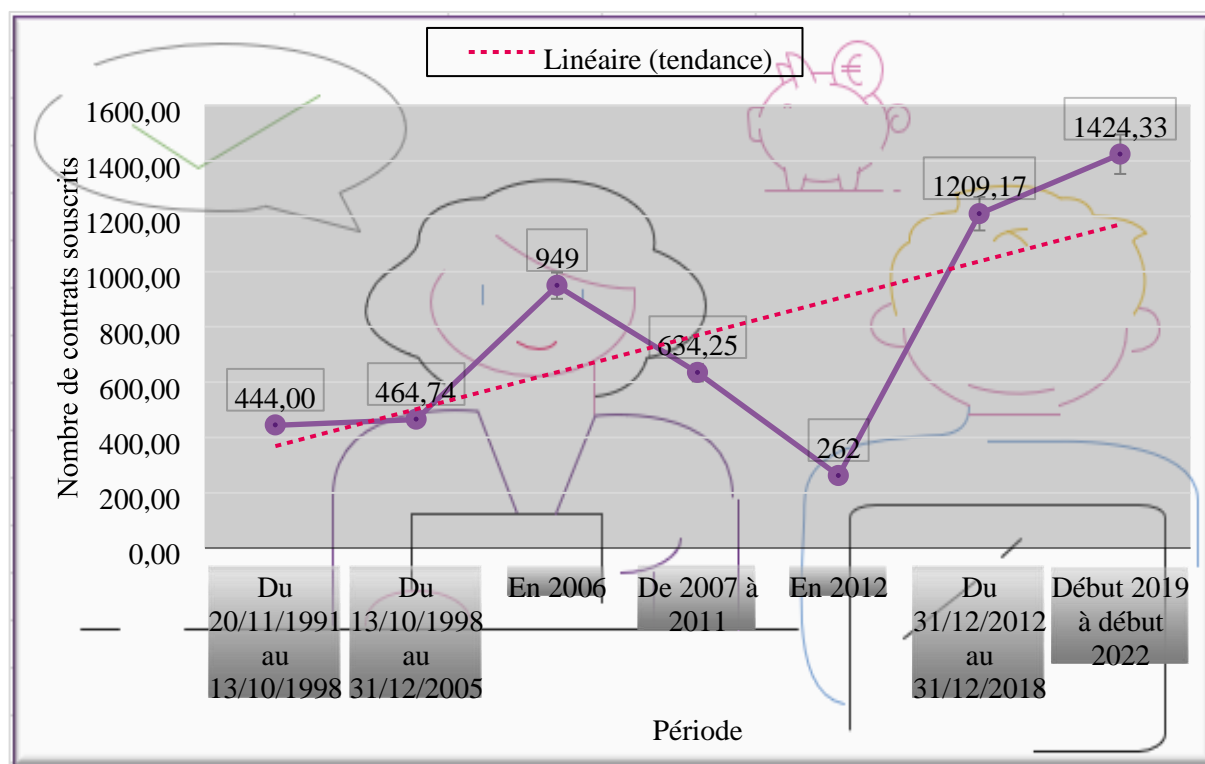 Linéaire (tendance)
€
1600,00
1400,00
1200,00
1000,00
800,00
600,00
400,00
200,00
0,00
Nombre de contrats souscrits
444,00
464,74
949
634,25
262
1209,17
1424,33
Du
20/11/1991
au
13/10/1998
Du
13/10/1998
au
31/12/2005
En 2006
De 2007 à
2011
En 2012
Du
31/12/2012
au
31/12/2018
Début 2019
à début
2022
Période